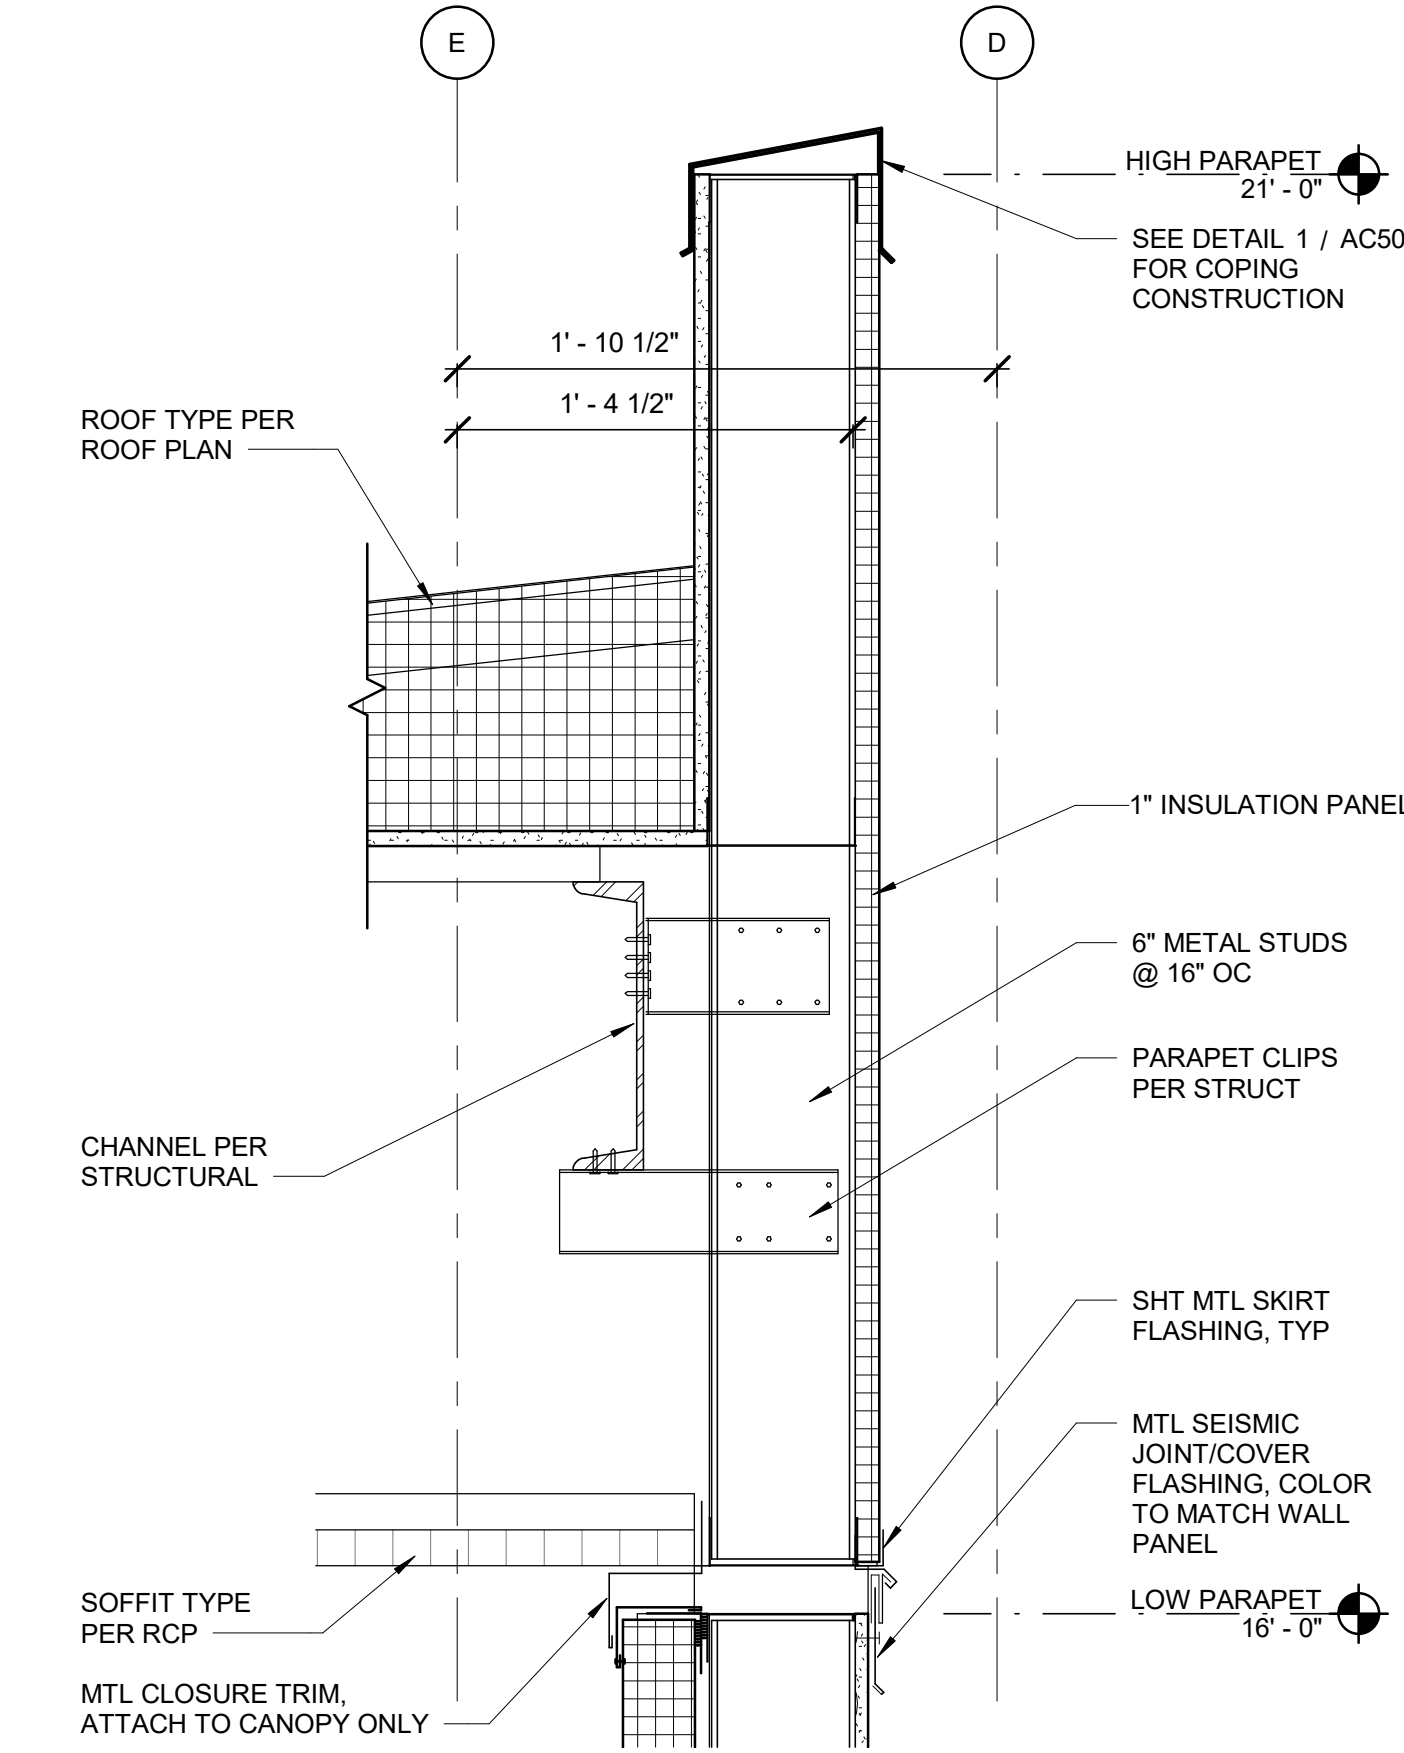 E
D
HIGH PARAPET
21' - 0"
SEE DETAIL 1 / AC50
FOR COPING
CONSTRUCTION
1' - 10 1/2"
1' - 4 1/2"
ROOF TYPE PER
ROOF PLAN
1" INSULATION PANEL
6" METAL STUDS
@ 16" OC
PARAPET CLIPS
PER STRUCT
CHANNEL PER
STRUCTURAL
SHT MTL SKIRT
FLASHING, TYP
MTL SEISMIC
JOINT/COVER
FLASHING, COLOR
TO MATCH WALL
PANEL
SOFFIT TYPE
PER RCP
LOW PARAPET
16' - 0"
MTL CLOSURE TRIM,
ATTACH TO CANOPY ONLY